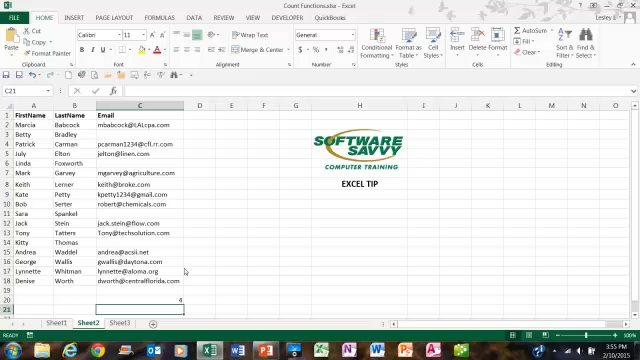 Count Functions.xlsx - Excel
FILE HOME INSERT PAGE LAYOUT FORMULAS DATA REVIEW VIEW DEVELOPER QuickBooks
Lesley
Cut
Copy
Format Painter
Paste
Clipboard
Calibri 11
Font
Wrap Text
Merge & Center
Alignment
General
Number
Conditional Formatting
Format as Table
Cell Styles
Styles
Insert Delete Format
Cells
AutoSum
Fill
Clear
Sort & Filter
Find & Select
Editing
C21
A B C D E F G H I J K L M N O
1 FirstName LastName Email
2 Marcia Babcock mbabcock@LALcpa.com
3 Betty Bradley
4 Patrick Carman pcarman1234@cfl.rr.com
5 July Elton jelton@linen.com
6 Linda Foxworth
7 Mark Garvey mgarvey@agriculture.com
8 Keith Lerner keith@broke.com
9 Kate Petty kpetty1234@gmail.com
10 Bob Serter robert@chemicals.com
11 Sara Spankel
12 Jack Stein jack.stein@flow.com
13 Tony Tatters Tony@techsolution.com
14 Kitty Thomas
15 Andrea Waddel andrea@acsii.net
16 George Wallis gwallis@daytona.com
17 Lynnette Whitman lynnette@aloma.org
18 Denise Worth dworth@centralflorida.com
19
20 4
21
SOFTWARE
SAVVY
COMPUTER TRAINING
EXCEL TIP
Sheet1 Sheet2 Sheet3
READY
100%
3:55 PM
2/10/2015